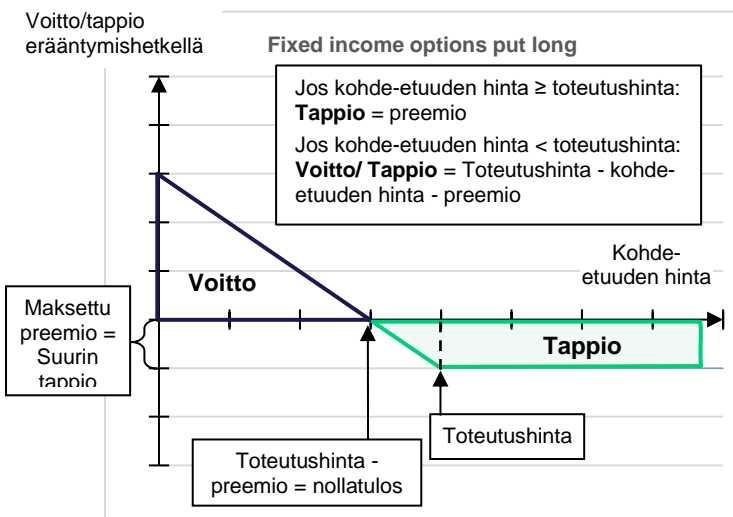 Voitto/tappio
erääntymishetkellä
Fixed income options put long
Jos kohde-etuuden hinta ≥ toteutushinta:
Tappio = preemio
Jos kohde-etuuden hinta < toteutushinta:
Voitto/ Tappio = Toteutushinta - kohde-
etuuden hinta - preemio
Kohde-
etuuden hinta
Voitto
Maksettu
preemio =
Suurin
tappio
Tappio
Toteutushinta
Toteutushinta -
preemio = nollatulos